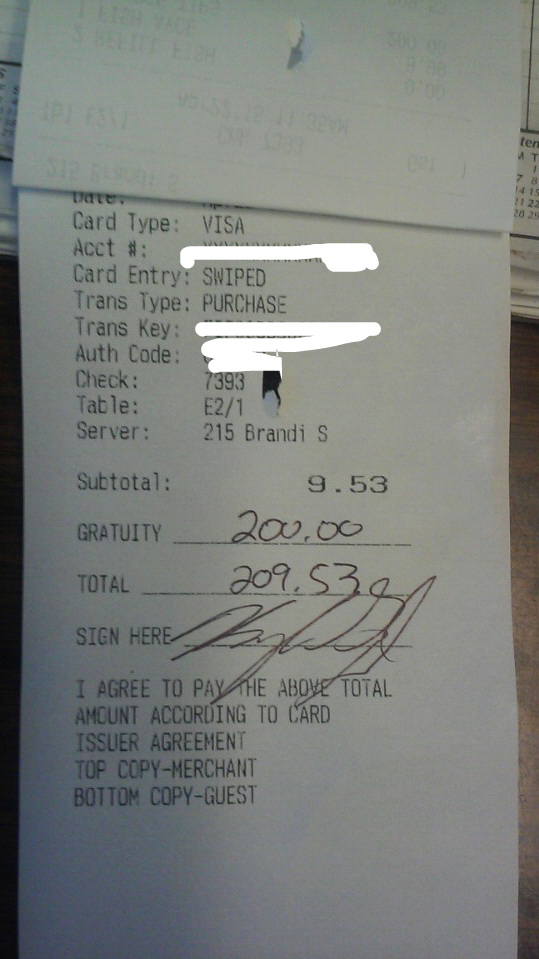 Date:
Card Type: VISA
Acct #:
Card Entry: SWIPED
Trans Type: PURCHASE
Trans Key:
Auth Code:
Check: 7393
Table: E2/1
Server: 215 Brandi S
Subtotal: 9.53
GRATUITY 200.00
TOTAL 209.53
SIGN HERE
I AGREE TO PAY THE ABOVE TOTAL
AMOUNT ACCORDING TO CARD
ISSUER AGREEMENT
TOP COPY-MERCHANT
BOTTOM COPY-GUEST